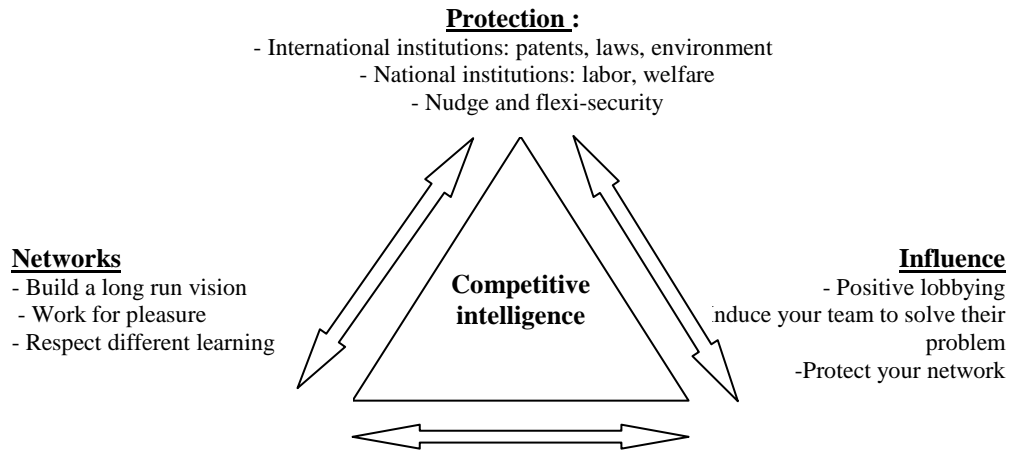 Protection :
- International institutions: patents, laws, environment
- National institutions: labor, welfare
- Nudge and flexi-security
Networks
- Build a long run vision
- Work for pleasure
- Respect different learning
Competitive
intelligence
Influence
- Positive lobbying
nduce your team to solve their
problem
-Protect your network